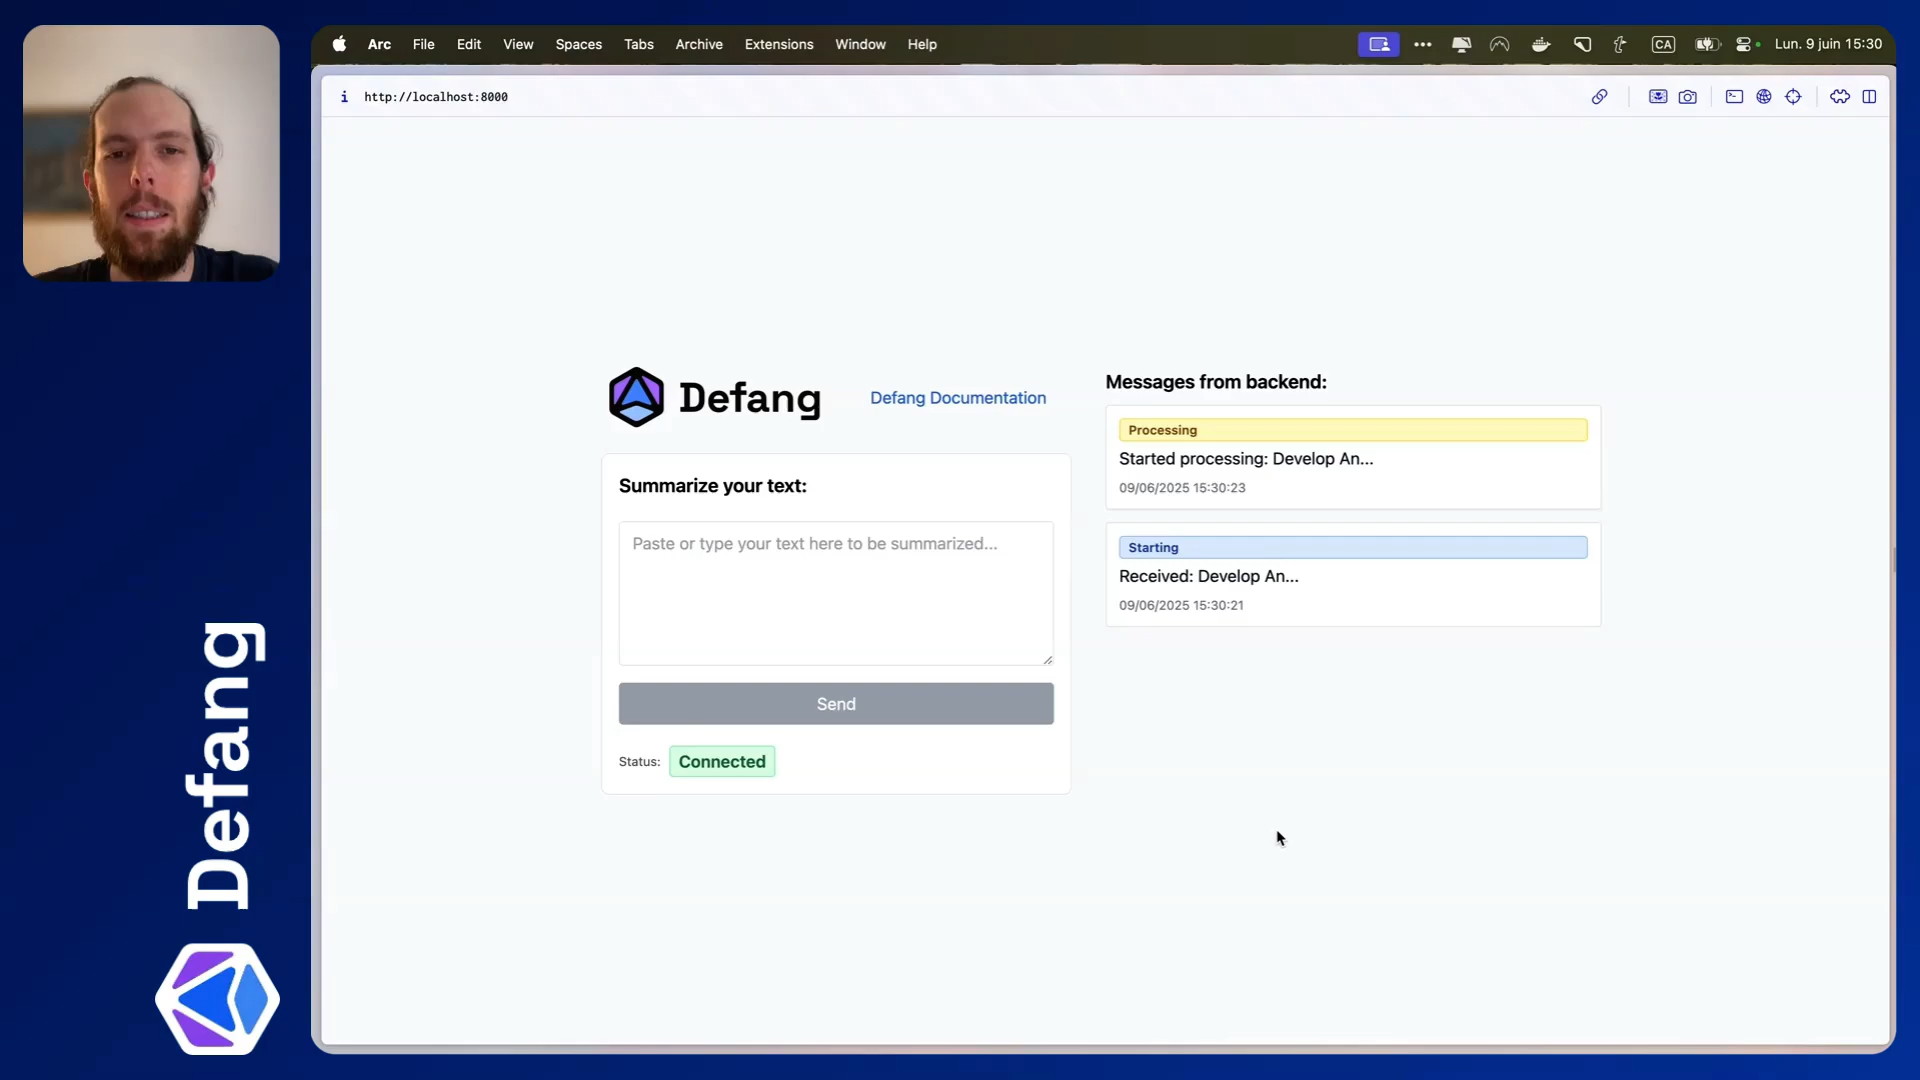 Arc File Edit View Spaces Tabs Archive Extensions Window Help
CA
Lun. 9 juin 15:30
i http://localhost:8000
Defang
Defang Documentation
Summarize your text:
Paste or type your text here to be summarized...
Send
Status: Connected
Messages from backend:
Processing
Started processing: Develop An...
09/06/2025 15:30:23
Starting
Received: Develop An...
09/06/2025 15:30:21
Defang